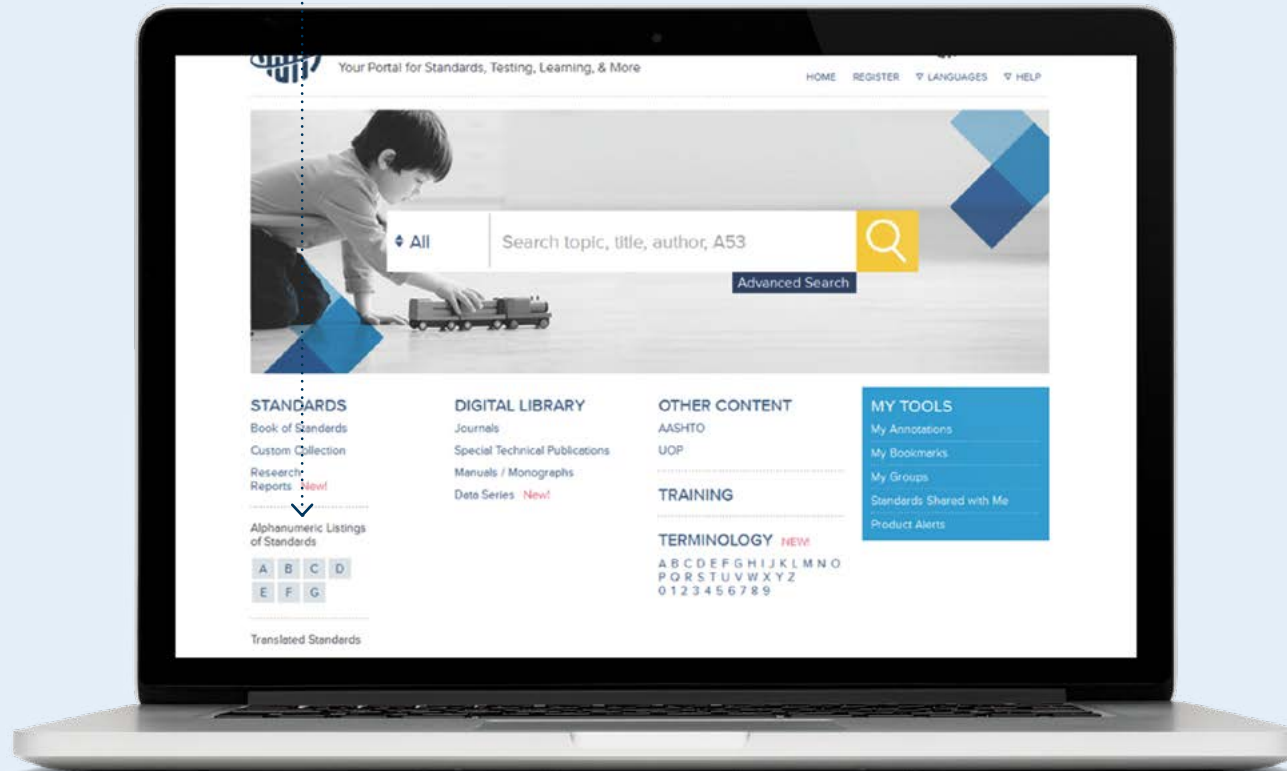 Your Portal for Standards, Testing, Learning, & More
HOME REGISTER ▽ LANGUAGES ▽ HELP
All
Search topic, title, author, A53
Advanced Search
STANDARDS
Book of Standards
Custom Collection
Research
Reports New!
Alphanumeric Listings
of Standards
A B C D
E F G
Translated Standards
DIGITAL LIBRARY
Journals
Special Technical Publications
Manuals / Monographs
Data Series New!
OTHER CONTENT
AASHTO
UOP
TRAINING
TERMINOLOGY NEW!
A B C D E F G H I J K L M N O
P Q R S T U V W X Y Z
0 1 2 3 4 5 6 7 8 9
MY TOOLS
My Annotations
My Bookmarks
My Groups
Standards Shared with Me
Product Alerts